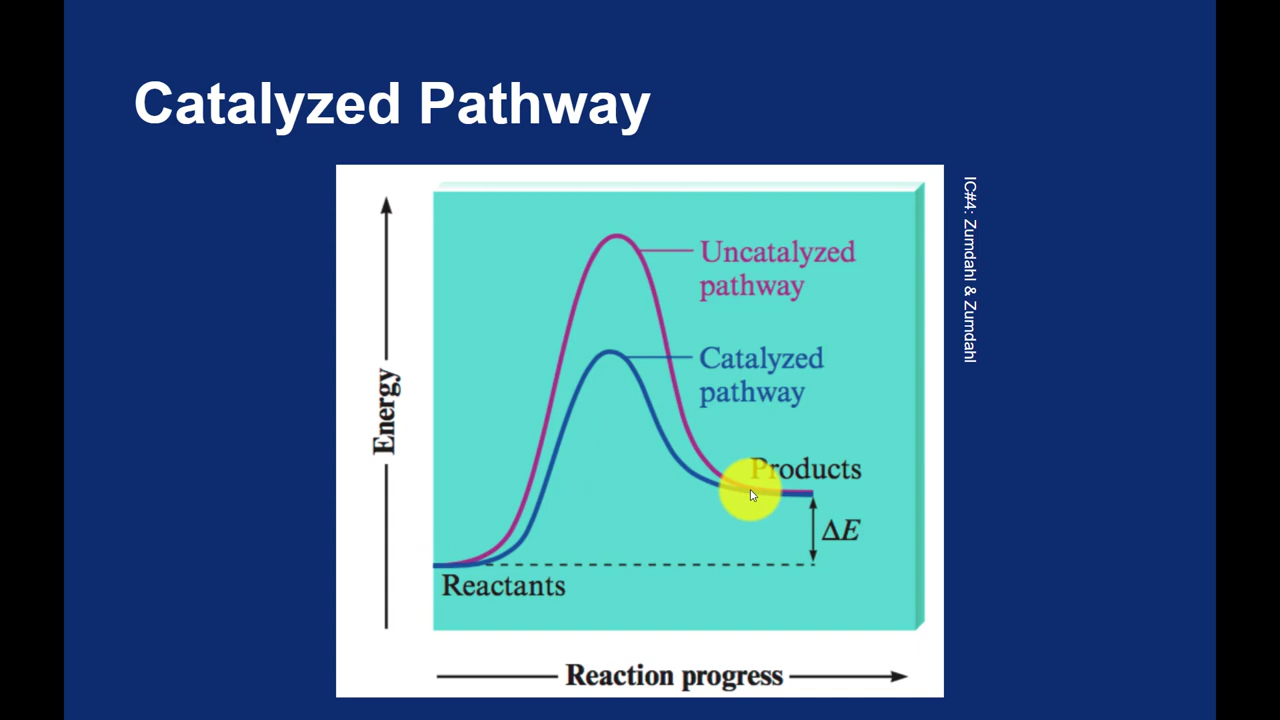 Catalyzed Pathway
IC#4: Zumdahl & Zumdahl
Uncatalyzed
pathway
Catalyzed
pathway
Energy
Products
ΔE
Reactants
Reaction progress